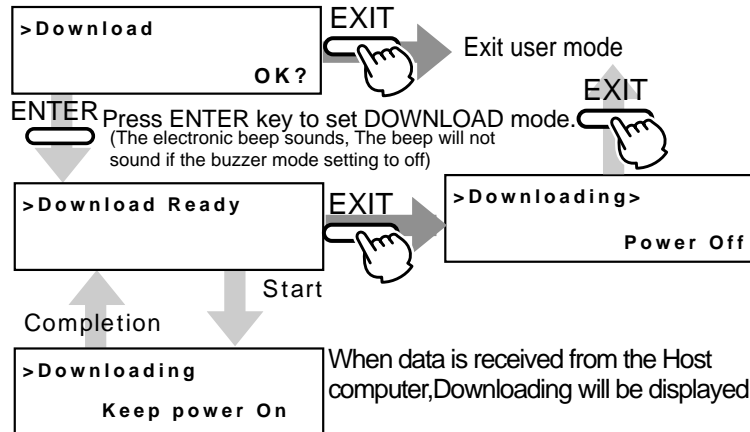 >Download
OK?
EXIT
Exit user mode
ENTER
Press ENTER key to set DOWNLOAD mode.
(The electronic beep sounds, The beep will not
sound if the buzzer mode setting to off)
EXIT
>Download Ready
EXIT
>Downloading>
Power Off
Start
Completion
>Downloading
Keep power On
When data is received from the Host
computer,Downloading will be displayed